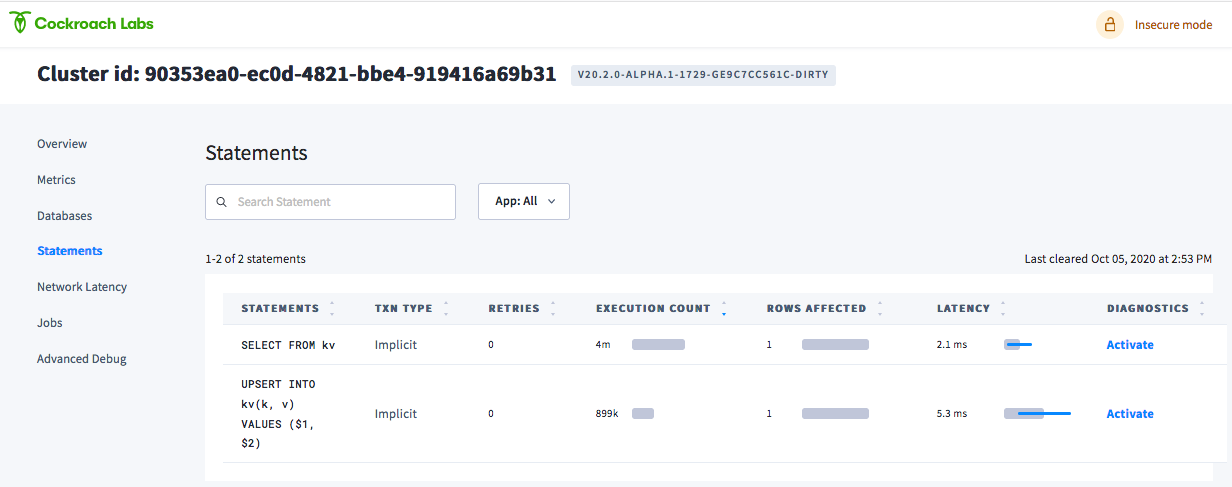 Cockroach Labs
Insecure mode
Cluster id: 90353ea0-ec0d-4821-bbe4-919416a69b31 V20.2.0-ALPHA.1-1729-GE9C7CC561C-DIRTY
Overview
Metrics
Databases
Statements
Network Latency
Jobs
Advanced Debug
Statements
Search Statement
App: All
1-2 of 2 statements
Last cleared Oct 05, 2020 at 2:53 PM
STATEMENTS TXN TYPE RETRIES EXECUTION COUNT ROWS AFFECTED LATENCY DIAGNOSTICS
SELECT FROM kv Implicit 0 4m 1 2.1 ms Activate
UPSERT INTO
kv(k, v)
VALUES ($1,
$2)
Implicit 0 899k 1 5.3 ms Activate